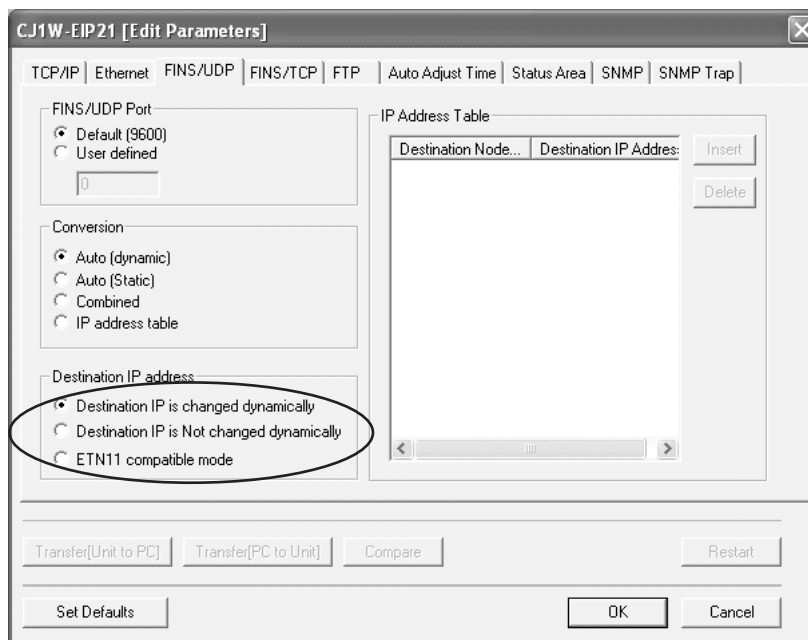 CJ1W-EIP21 [Edit Parameters]
TCP/IP Ethernet FINS/UDP FINS/TCP FTP Auto Adjust Time Status Area SNMP SNMP Trap
FINS/UDP Port
Default (9600)
User defined
0
Conversion
Auto (dynamic)
Auto (Static)
Combined
IP address table
Destination IP address
Destination IP is changed dynamically
Destination IP is Not changed dynamically
ETN11 compatible mode
IP Address Table
Destination Node... Destination IP Addres
Insert
Delete
Transfer[Unit to PC] Transfer[PC to Unit] Compare Restart
Set Defaults OK Cancel